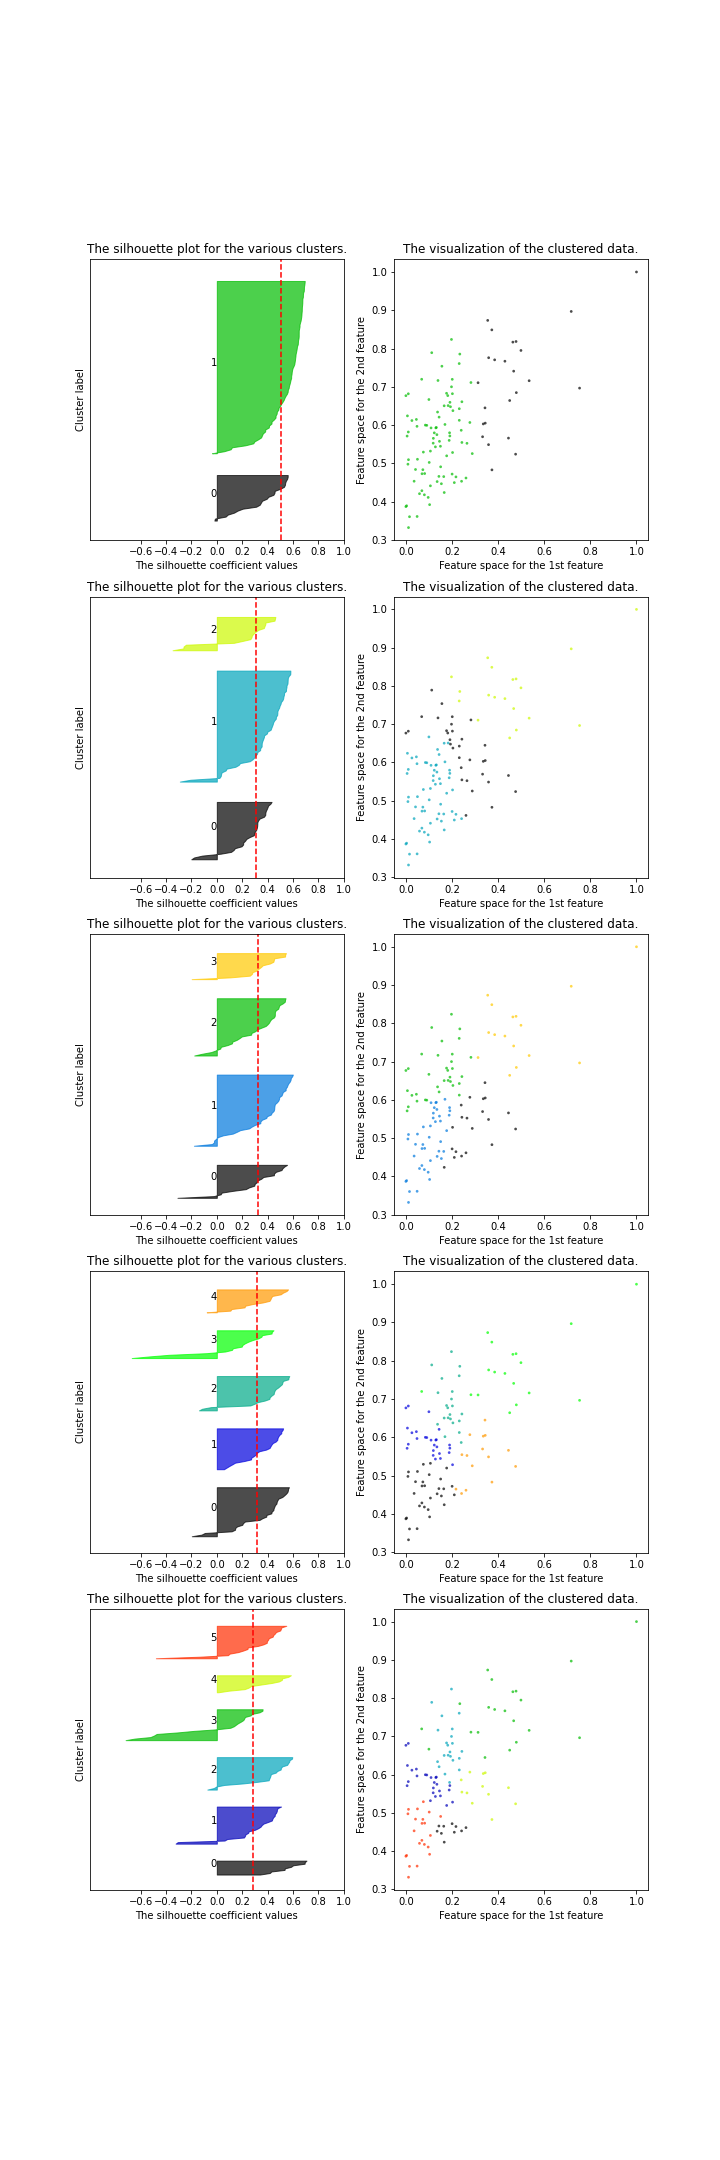 The silhouette plot for the various clusters.
Cluster label
1
0
−0.6 −0.4 −0.2 0.0 0.2 0.4 0.6 0.8 1.0
The silhouette coefficient values
The visualization of the clustered data.
Feature space for the 2nd feature
1.0
0.9
0.8
0.7
0.6
0.5
0.4
0.3
0.0 0.2 0.4 0.6 0.8 1.0
Feature space for the 1st feature
The silhouette plot for the various clusters.
Cluster label
2
1
0
−0.6 −0.4 −0.2 0.0 0.2 0.4 0.6 0.8 1.0
The silhouette coefficient values
The visualization of the clustered data.
Feature space for the 2nd feature
1.0
0.9
0.8
0.7
0.6
0.5
0.4
0.3
0.0 0.2 0.4 0.6 0.8 1.0
Feature space for the 1st feature
The silhouette plot for the various clusters.
Cluster label
3
2
1
0
−0.6 −0.4 −0.2 0.0 0.2 0.4 0.6 0.8 1.0
The silhouette coefficient values
The visualization of the clustered data.
Feature space for the 2nd feature
1.0
0.9
0.8
0.7
0.6
0.5
0.4
0.3
0.0 0.2 0.4 0.6 0.8 1.0
Feature space for the 1st feature
The silhouette plot for the various clusters.
Cluster label
4
3
2
1
0
−0.6 −0.4 −0.2 0.0 0.2 0.4 0.6 0.8 1.0
The silhouette coefficient values
The visualization of the clustered data.
Feature space for the 2nd feature
1.0
0.9
0.8
0.7
0.6
0.5
0.4
0.3
0.0 0.2 0.4 0.6 0.8 1.0
Feature space for the 1st feature
The silhouette plot for the various clusters.
Cluster label
5
4
3
2
1
0
−0.6 −0.4 −0.2 0.0 0.2 0.4 0.6 0.8 1.0
The silhouette coefficient values
The visualization of the clustered data.
Feature space for the 2nd feature
1.0
0.9
0.8
0.7
0.6
0.5
0.4
0.3
0.0 0.2 0.4 0.6 0.8 1.0
Feature space for the 1st feature